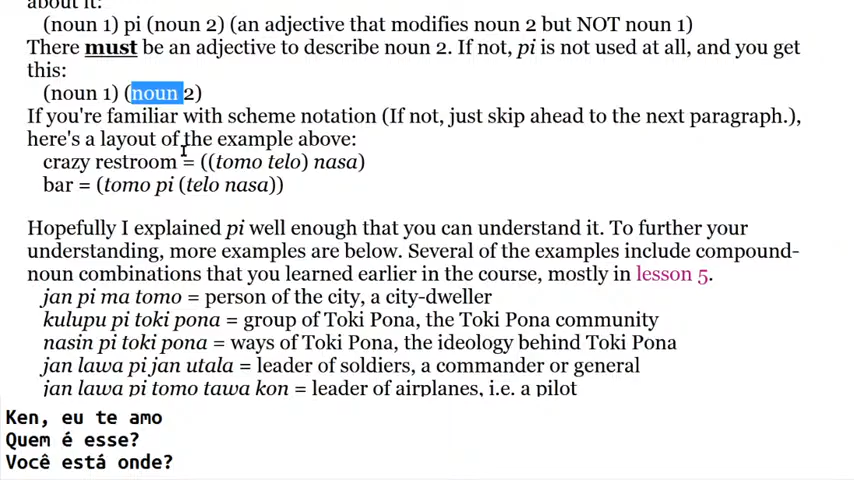 about it:
(noun 1) pi (noun 2) (an adjective that modifies noun 2 but NOT noun 1)
There must be an adjective to describe noun 2. If not, pi is not used at all, and you get
this:
(noun 1) (noun 2)
If you're familiar with scheme notation (If not, just skip ahead to the next paragraph.),
here's a layout of the example above:
crazy restroom = ((tomo telo) nasa)
bar = (tomo pi (telo nasa))
Hopefully I explained pi well enough that you can understand it. To further your
understanding, more examples are below. Several of the examples include compound-
noun combinations that you learned earlier in the course, mostly in lesson 5.
jan pi ma tomo = person of the city, a city-dweller
kulupu pi toki pona = group of Toki Pona, the Toki Pona community
nasin pi toki pona = ways of Toki Pona, the ideology behind Toki Pona
jan lawa pi jan utala = leader of soldiers, a commander or general
jan lawa pi tomo tawa kon = leader of airplanes, i.e. a pilot
Ken, eu te amo
Quem é esse?
Você está onde?